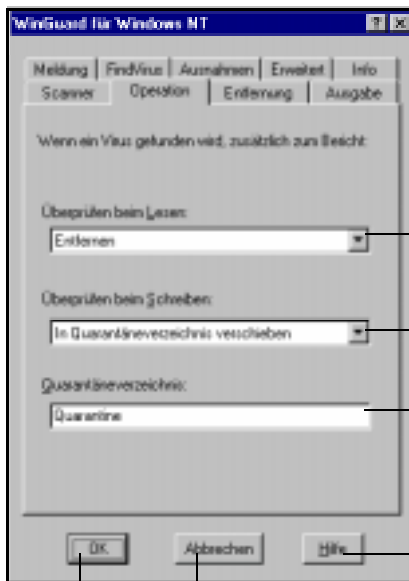 WinGuard für Windows NT
Meldung FindVirus Ausnahmen Erweitert Info
Scanner Operation Entfernung Ausgabe
Wenn ein Virus gefunden wird, zusätzlich zum Bericht:
Überprüfen beim Lesen:
Entfernen
Überprüfen beim Schreiben:
In Quarantäneverzeichnis verschieben
Quarantäneverzeichnis:
Quarantine
OK Abbrechen Hilfe